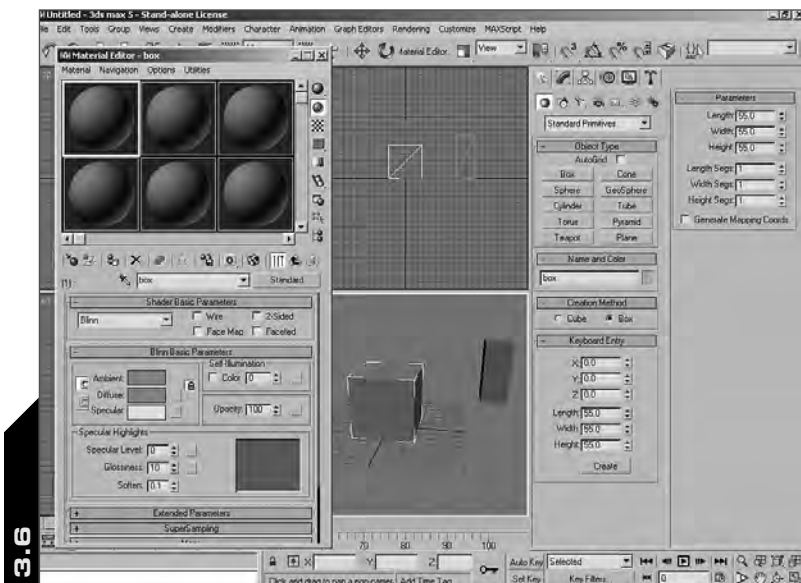 Untitled - 3ds max 5 - Stand-alone License
Edit Tools Group Views Create Modifiers Character Animation Graph Editors Rendering Customize MAXScript Help
Material Editor - box
Material Navigation Options Utilities
aterial Editor.
View
Standard
box
Shader Basic Parameters
Blinn
Wire
2-Sided
Face Map
Faceted
Blinn Basic Parameters
Self-Illumination
Ambient:
Color
0
Diffuse:
Specular:
Opacity: 100
Specular Highlights
Specular Level: 0
Glossiness: 10
Soften: 0.1
Extended Parameters
SuperSampling
Standard Primitives
Object Type
AutoGrid
Box Cone
Sphere GeoSphere
Cylinder Tube
Torus Pyramid
Teapot Plane
Name and Color
box
Creation Method
Cube Box
Keyboard Entry
X: 0.0
Y: 0.0
Z: 0.0
Length: 55.0
Width: 55.0
Height: 55.0
Create
Parameters
Length: 55.0
Width: 55.0
Height: 55.0
Length Segs: 1
Width Segs: 1
Height Segs: 1
Generate Mapping Coords.
70 80 90 100
X: Y: Z:
Auto Key Selected
Click and drag to pan a non-camera Add Time Tag
Set Key Key Filters...
0
3.6